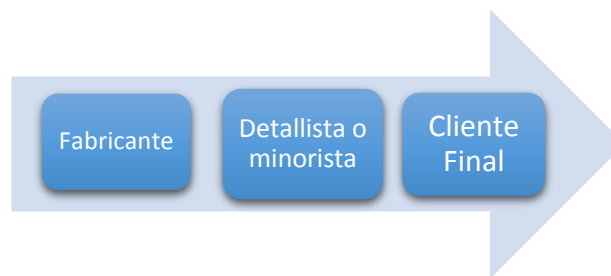 Fabricante
Detallista o
minorista
Cliente
Final